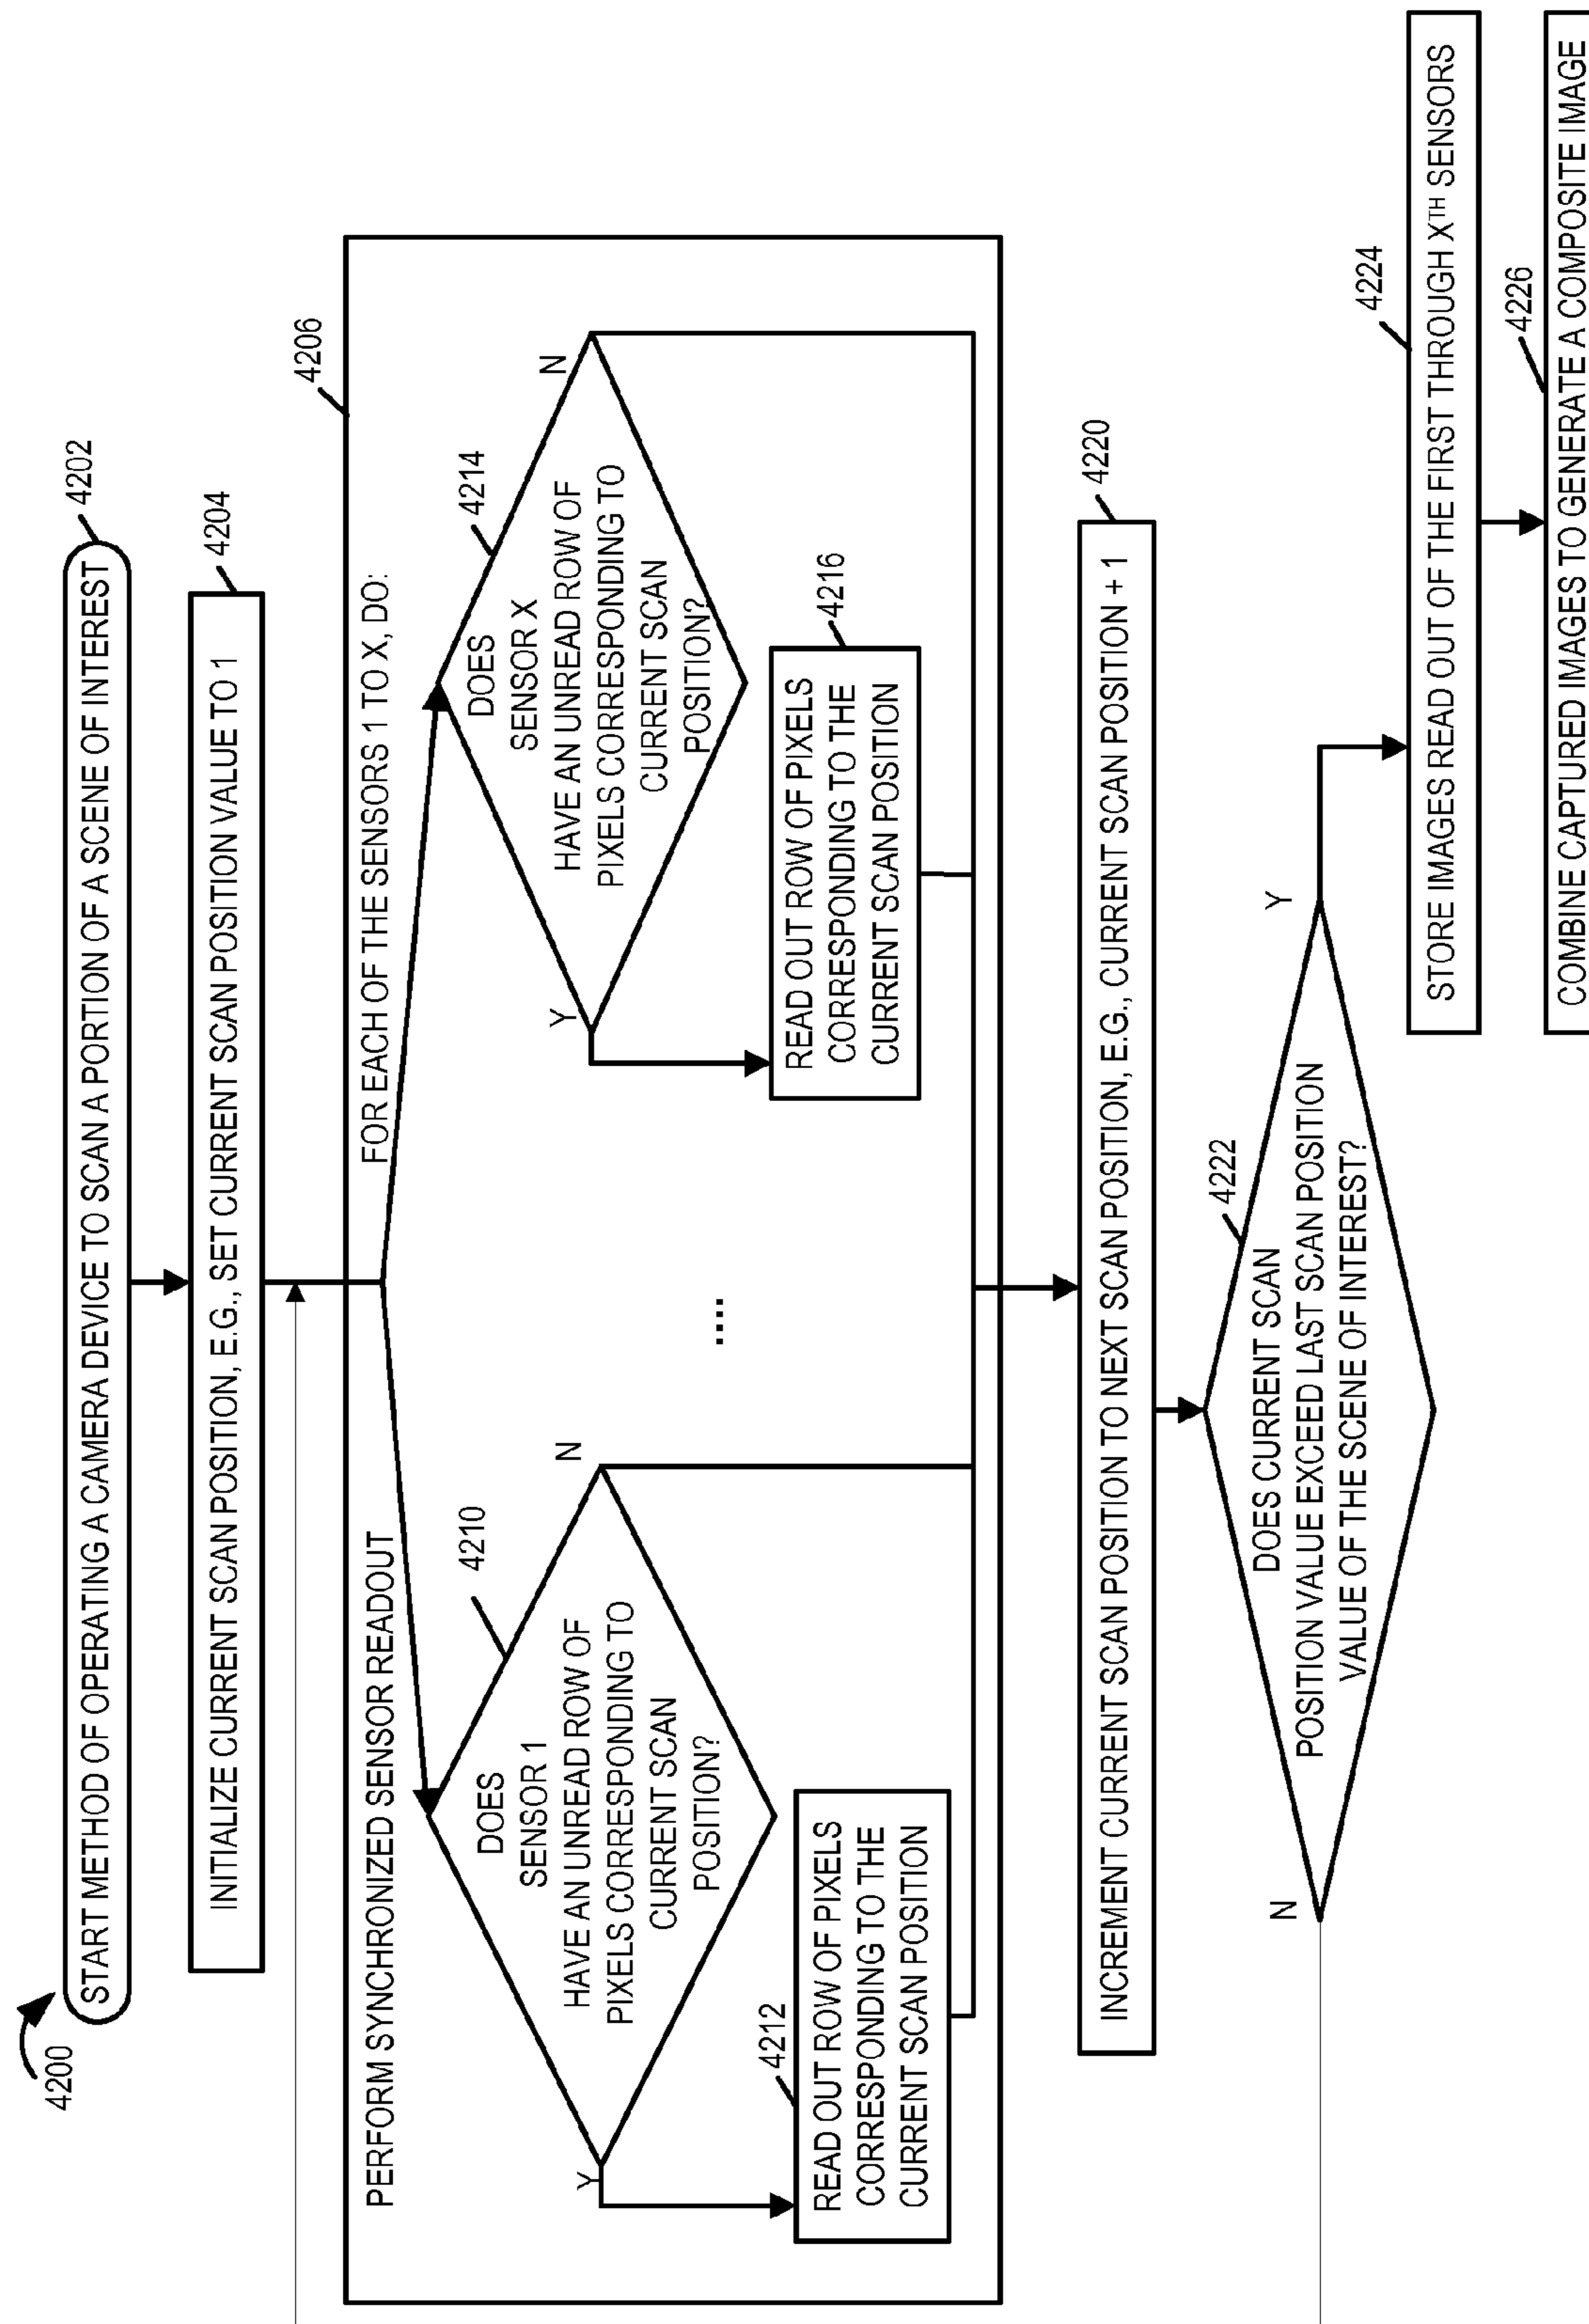 4200
START METHOD OF OPERATING A CAMERA DEVICE TO SCAN A PORTION OF A SCENE OF INTEREST
4202
INITIALIZE CURRENT SCAN POSITION, E.G., SET CURRENT SCAN POSITION VALUE TO 1
4204
4206
PERFORM SYNCHRONIZED SENSOR READOUT
FOR EACH OF THE SENSORS 1 TO X, DO:
4210
DOES
SENSOR 1
HAVE AN UNREAD ROW OF
PIXELS CORRESPONDING TO
CURRENT SCAN
POSITION?
Y
N
4212
READ OUT ROW OF PIXELS
CORRESPONDING TO THE
CURRENT SCAN POSITION
....
4214
DOES
SENSOR X
HAVE AN UNREAD ROW OF
PIXELS CORRESPONDING TO
CURRENT SCAN
POSITION?
Y
N
4216
READ OUT ROW OF PIXELS
CORRESPONDING TO THE
CURRENT SCAN POSITION
4220
INCREMENT CURRENT SCAN POSITION TO NEXT SCAN POSITION, E.G., CURRENT SCAN POSITION + 1
4222
DOES CURRENT SCAN
POSITION VALUE EXCEED LAST SCAN POSITION
VALUE OF THE SCENE OF INTEREST?
N
Y
4224
STORE IMAGES READ OUT OF THE FIRST THROUGH XTH SENSORS
4226
COMBINE CAPTURED IMAGES TO GENERATE A COMPOSITE IMAGE